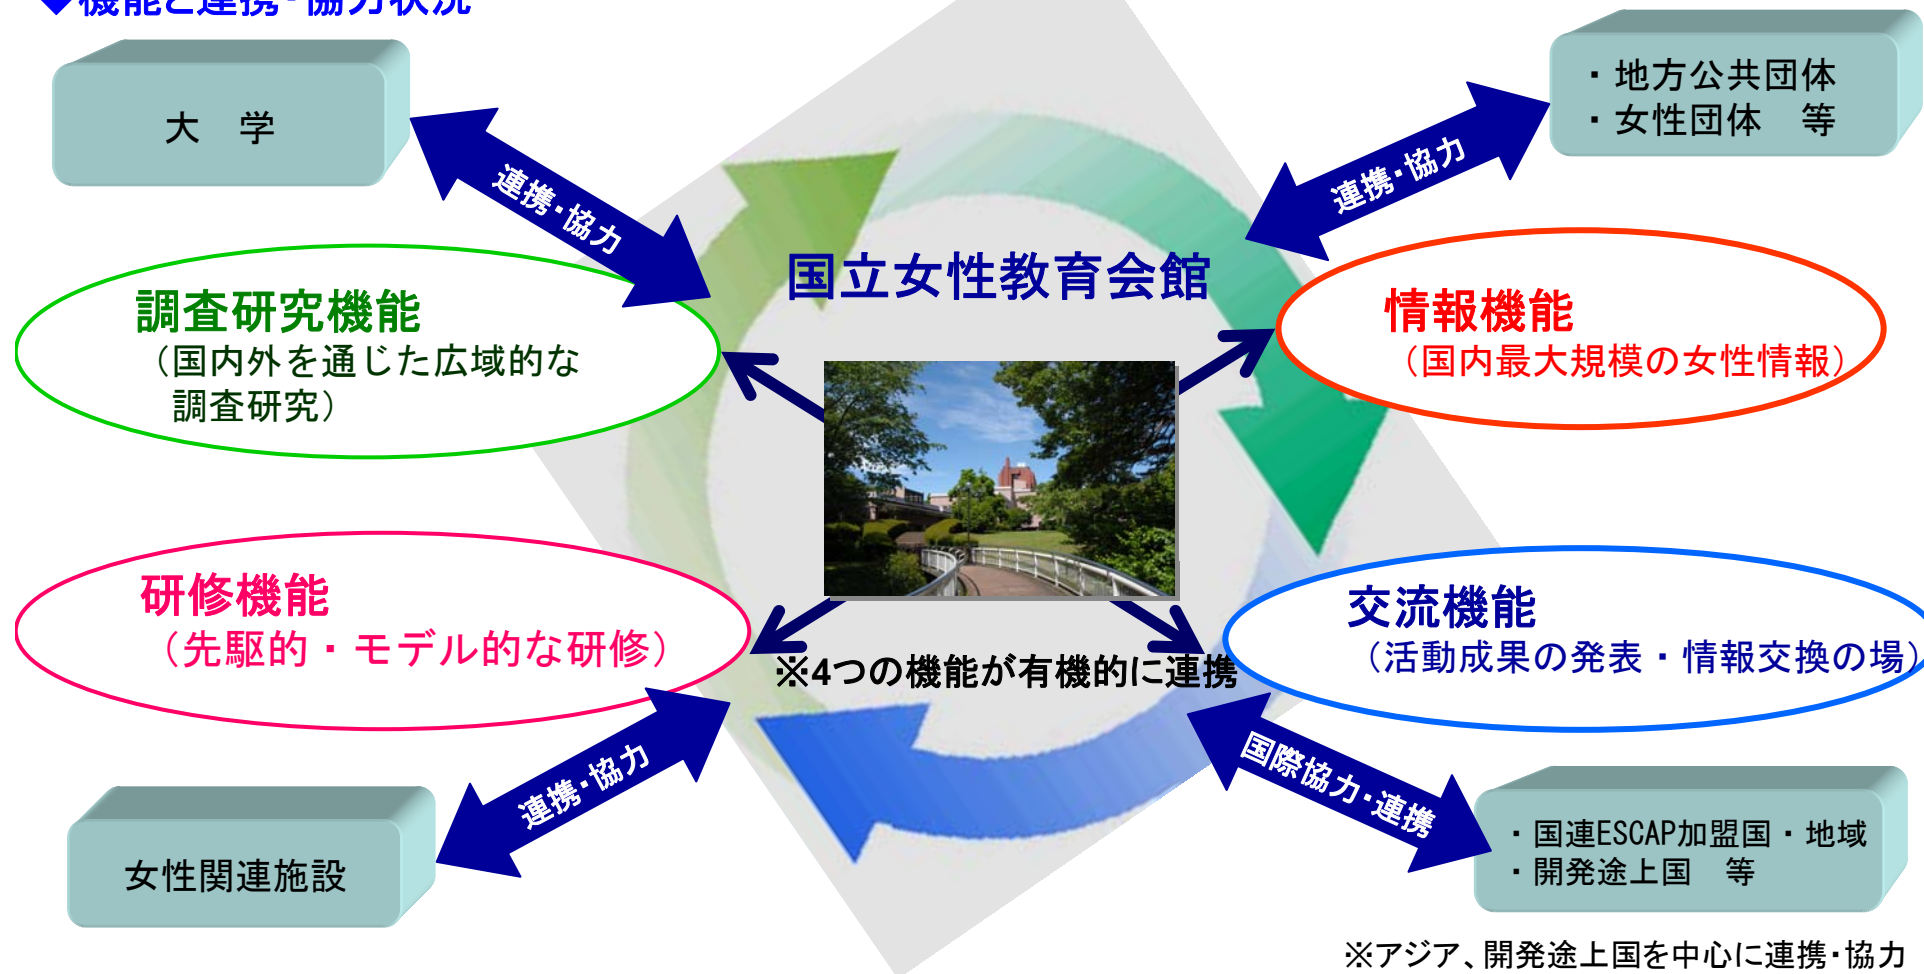 ◆機能と連携・協力状況
大　学
・地方公共団体
・女性団体　等
連携・協力
連携・協力
国立女性教育会館
調査研究機能
（国内外を通じた広域的な
調査研究）
情報機能
（国内最大規模の女性情報）
研修機能
（先駆的・モデル的な研修）
交流機能
（活動成果の発表・情報交換の場）
※4つの機能が有機的に連携
連携・協力
国際協力・連携
女性関連施設
・国連ESCAP加盟国・地域
・開発途上国　等
※アジア、開発途上国を中心に連携・協力